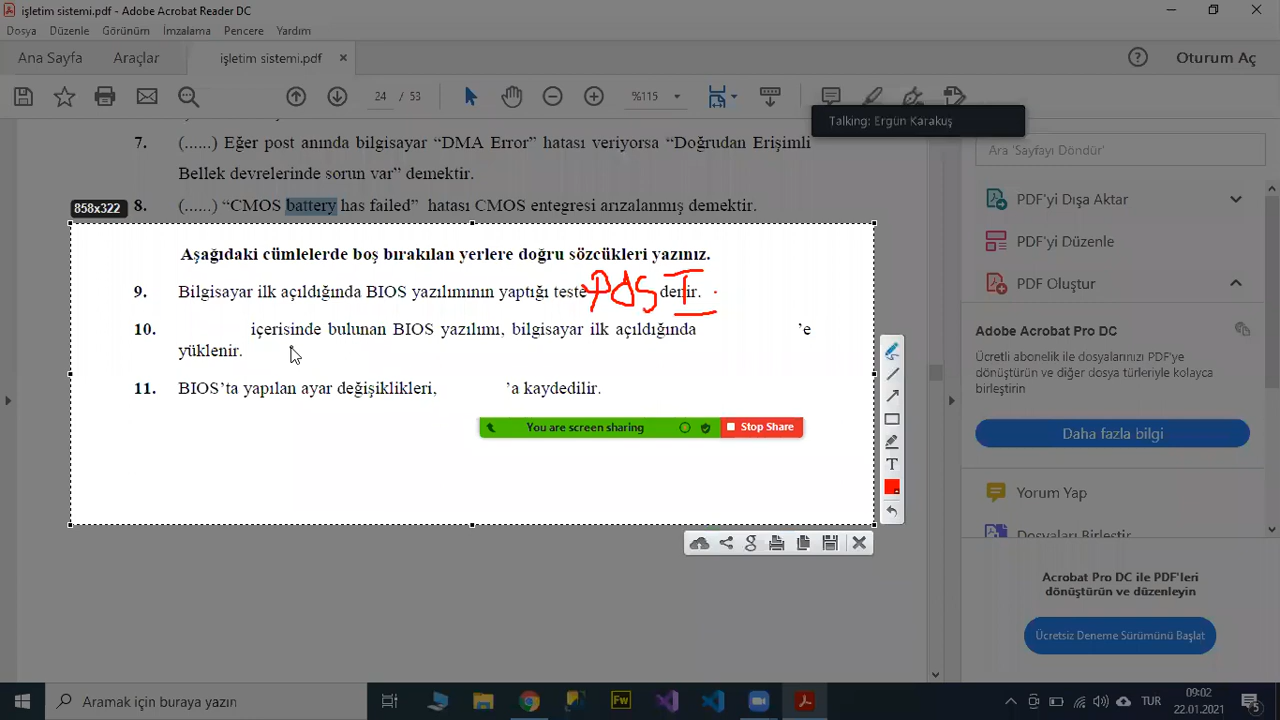 işletim sistemi.pdf - Adobe Acrobat Reader DC
Dosya Düzenle Görünüm İmzalama Pencere Yardım
Ana Sayfa Araçlar işletim sistemi.pdf × Oturum Aç
24 / 53 %115
Talking: Ergün Karakuş
7. (......) Eğer post anında bilgisayar “DMA Error” hatası veriyorsa “Doğrudan Erişimli
Bellek devrelerinde sorun var” demektir.
858x322
8. (......) “CMOS battery has failed” hatası CMOS entegresi arızalanmış demektir.
Aşağıdaki cümlelerde boş bırakılan yerlere doğru sözcükleri yazınız.
9. Bilgisayar ilk açıldığında BIOS yazılımının yaptığı teste POST denir.
10. içerisinde bulunan BIOS yazılımı, bilgisayar ilk açıldığında ’e
yüklenir.
11. BIOS’ta yapılan ayar değişiklikleri, ’a kaydedilir.
You are screen sharing Stop Share
Ara 'Sayfayı Döndür'
PDF'yi Dışa Aktar
PDF'yi Düzenle
PDF Oluştur
Adobe Acrobat Pro DC
Ücretli abonelik ile dosyalarınızı PDF'ye
dönüştürün ve diğer dosya türleriyle kolayca
birleştirin
Daha fazla bilgi
Yorum Yap
Dosyaları Birleştir
Acrobat Pro DC ile PDF'leri
dönüştürün ve düzenleyin
Ücretsiz Deneme Sürümünü Başlat
Aramak için buraya yazın
Fw
TUR
09:02
22.01.2021
5